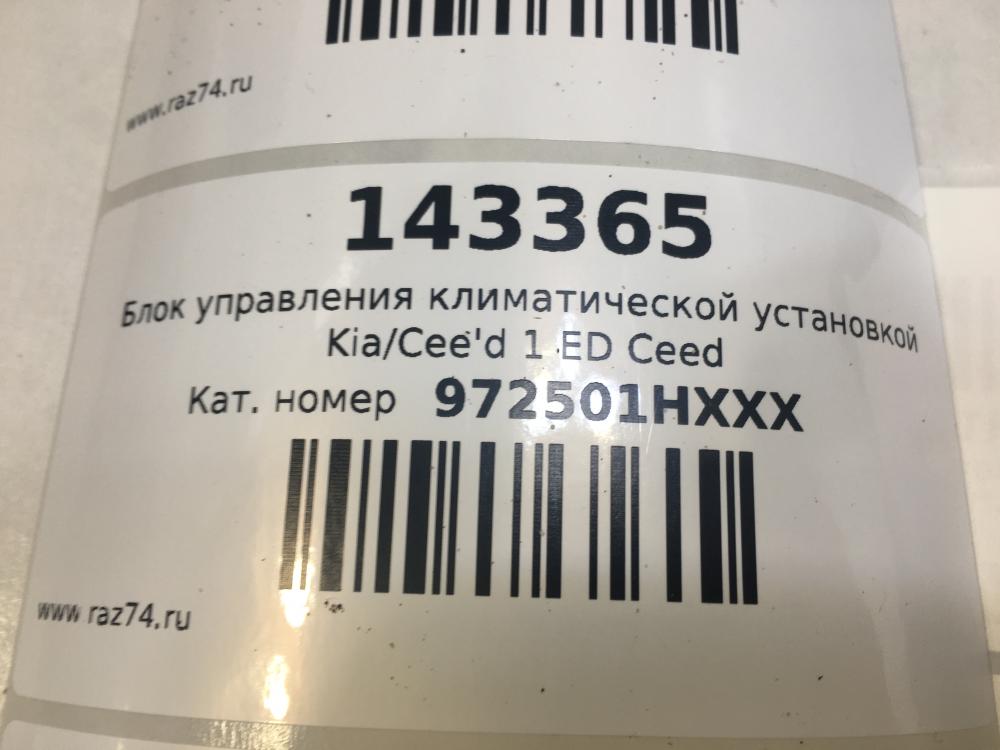 www.raz74.ru
143365
Блок управления климатической установкой
Kia/Cee'd 1 ED Ceed
Кат. номер 972501HXXX
www.raz74.ru